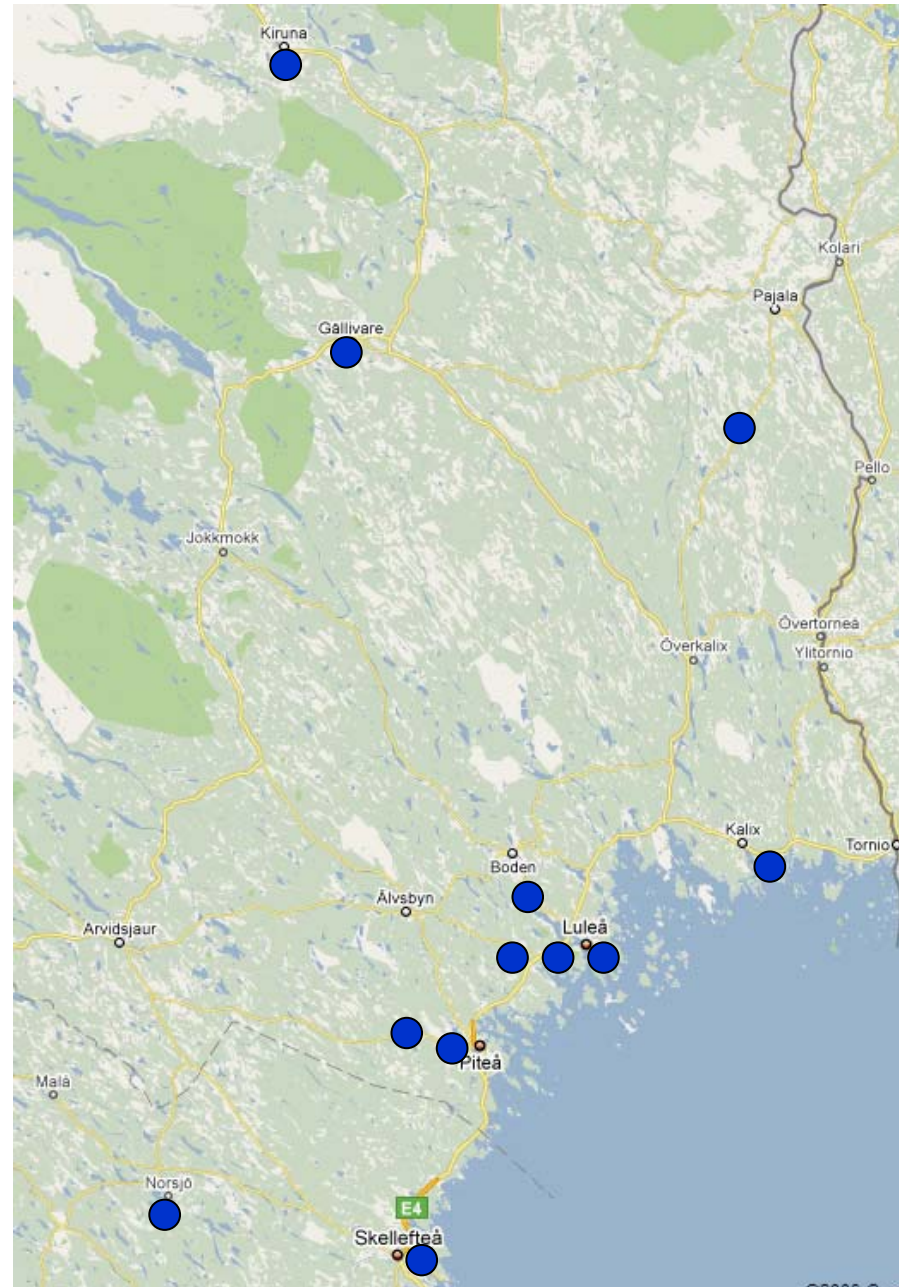 Kiruna
Kolari
Pajala
Gällivare
Pello
Jokkmokk
Övertorneå
Överkalix
Ylitornio
Kalix
Tornio
Boden
Älvsbyn
Luleå
Arvidsjaur
Piteå
Malå
Norsjö
E4
Skellefteå